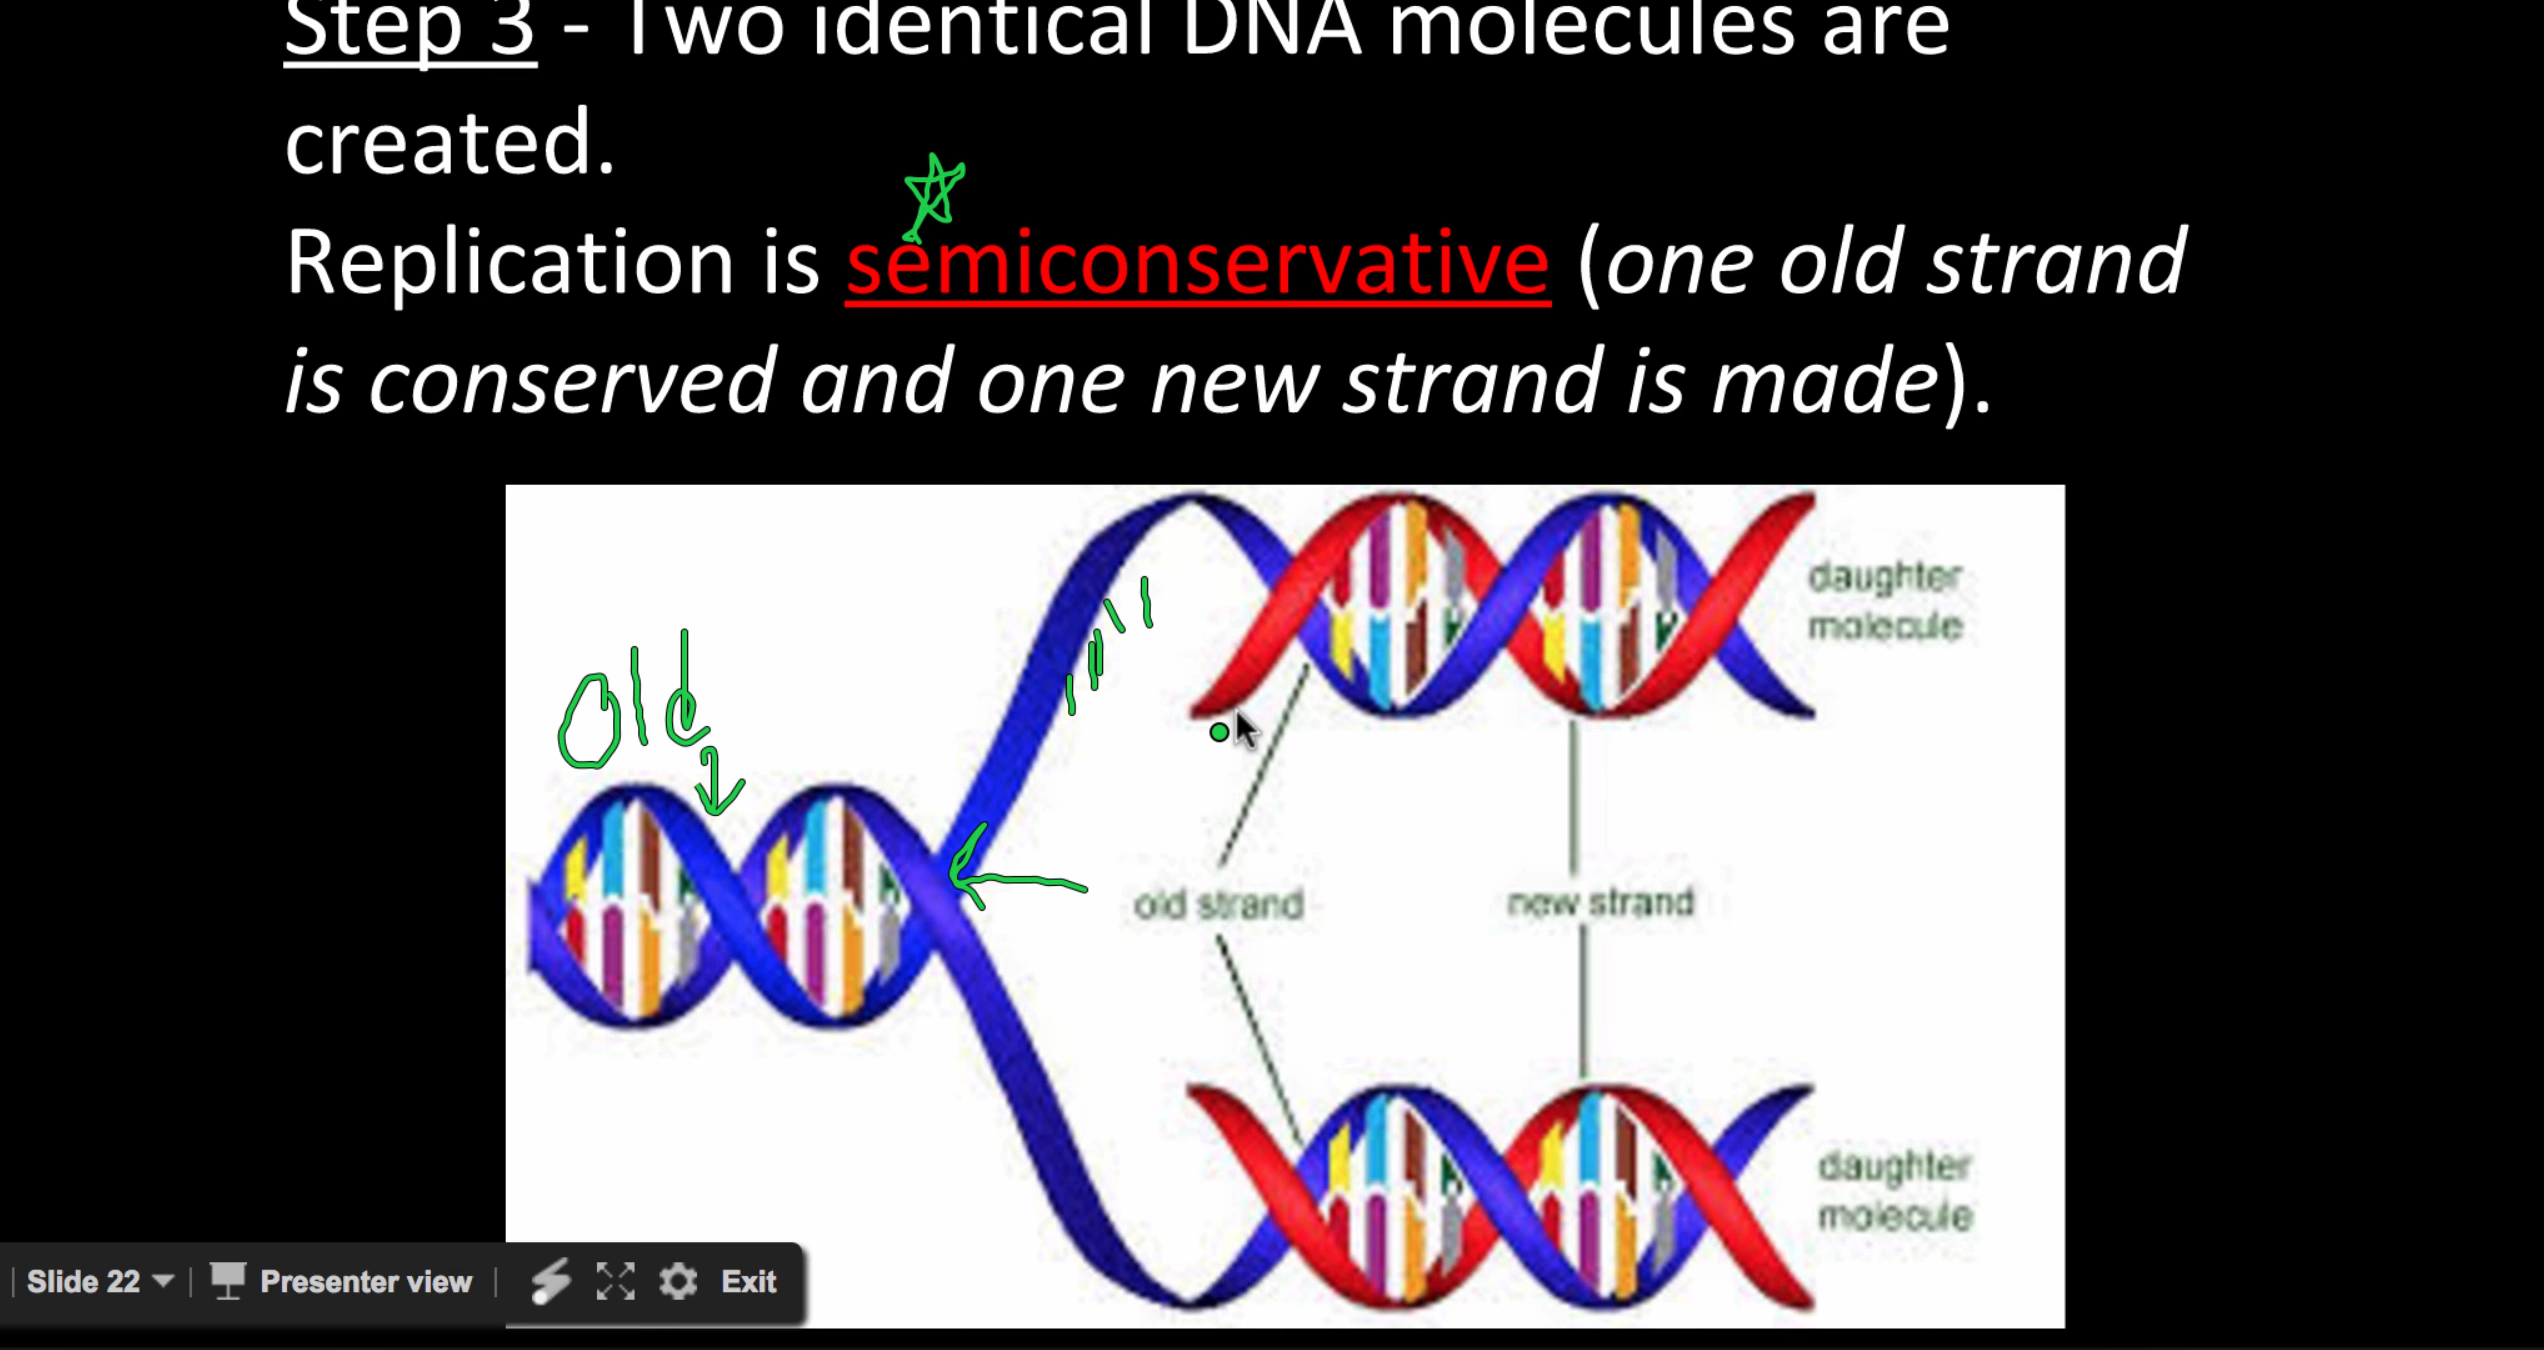 Step 3 - Two identical DNA molecules are
created.
Replication is semiconservative (one old strand
is conserved and one new strand is made).
Old
daughter
molecule
old strand
new strand
daughter
molecule
Slide 22
Presenter view
Exit